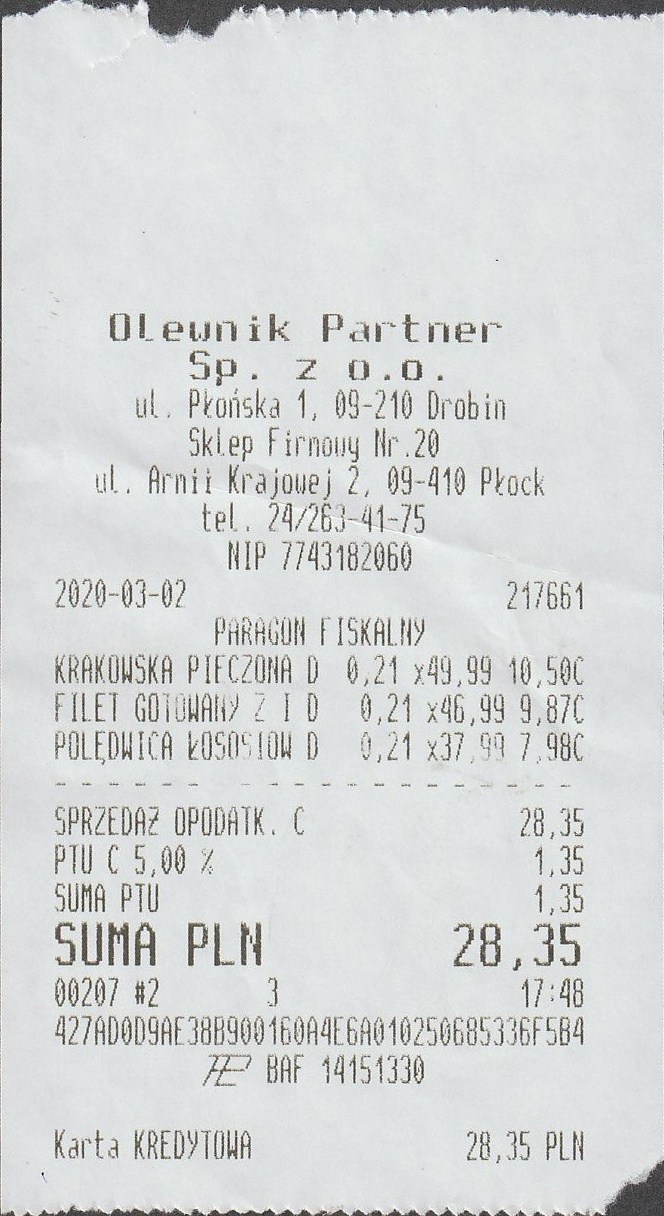 Olewnik Partner
Sp. z o.o.
ul. Płońska 1, 09-210 Drobin
Sklep Firmowy Nr.20
ul. Armii Krajowej 2, 09-410 Płock
tel. 24/263-41-75
NIP 7743182060
2020-03-02 217661
PARAGON FISKALNY
KRAKOWSKA PIECZONA D 0,21 x49,99 10,50C
FILET GOTOWANY Z I D 0,21 x46,99 9,87C
POLĘDWICA ŁOSOSIOW D 0,21 x37,99 7,98C
- - - - - - - - - - - - - - - - - - - -
SPRZEDAŻ OPODATK. C 28,35
PTU C 5,00 % 1,35
SUMA PTU 1,35
SUMA PLN 28,35
00207 #2 3 17:48
427AD0D9AE38B900160A4E6A010250685336F5B4
BAF 14151330
Karta KREDYTOWA 28,35 PLN